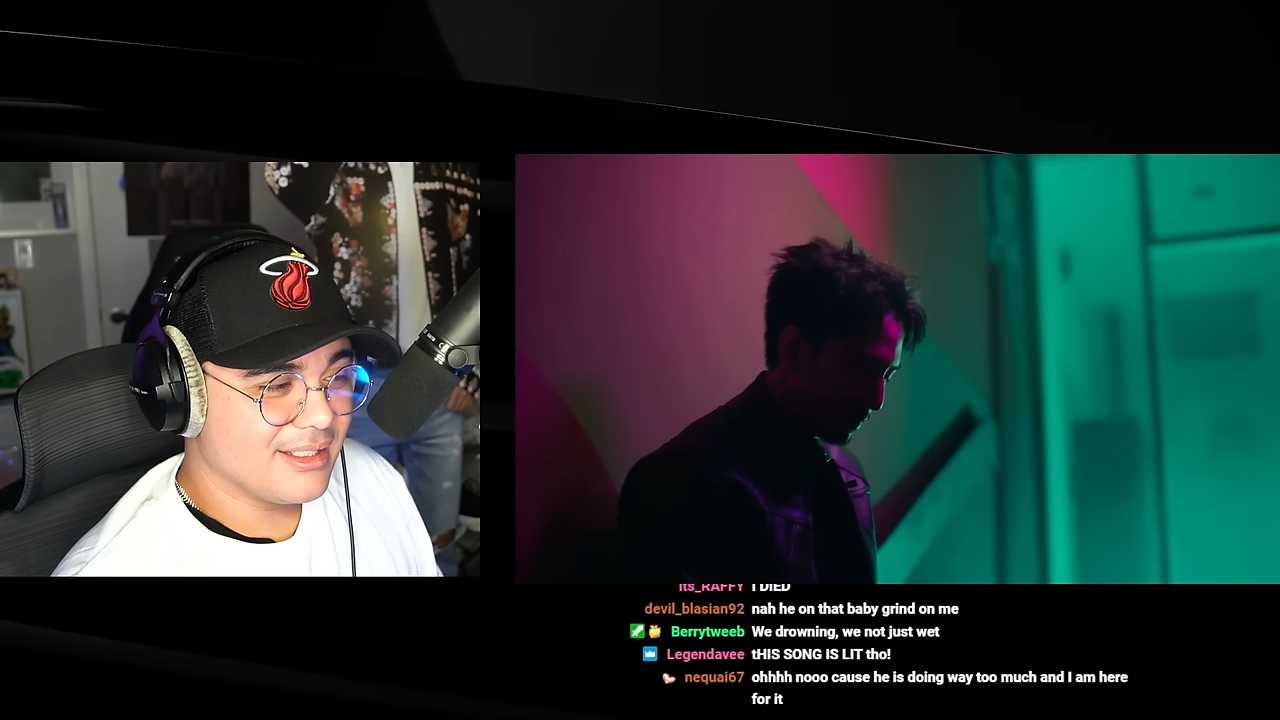 its_RAFFY I DIED
devil_blasian92 nah he on that baby grind on me
Berrytweeb We drowning, we not just wet
Legendavee tHIS SONG IS LIT tho!
nequai67 ohhhh nooo cause he is doing way too much and I am here
for it